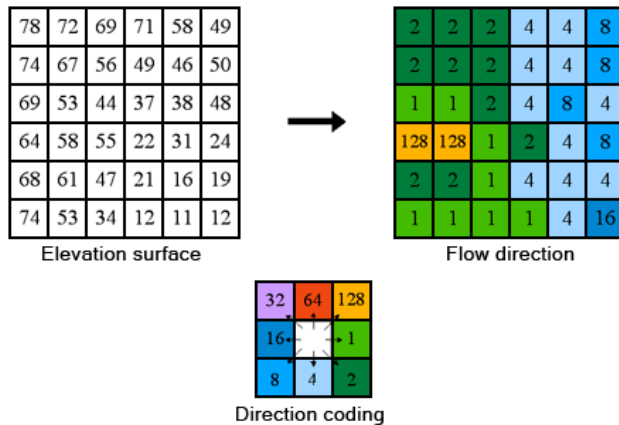 78 72 69 71 58 49 2 2 2 4 4 8
74 67 56 49 46 50 2 2 2 4 4 8
69 53 44 37 38 48 1 1 2 4 8 4
64 58 55 22 31 24 128 128 1 2 4 8
68 61 47 21 16 19 2 2 1 4 4 4
74 53 34 12 11 12 1 1 1 1 4 16
Elevation surface Flow direction
32 64 128
16 1
8 4 2
Direction coding